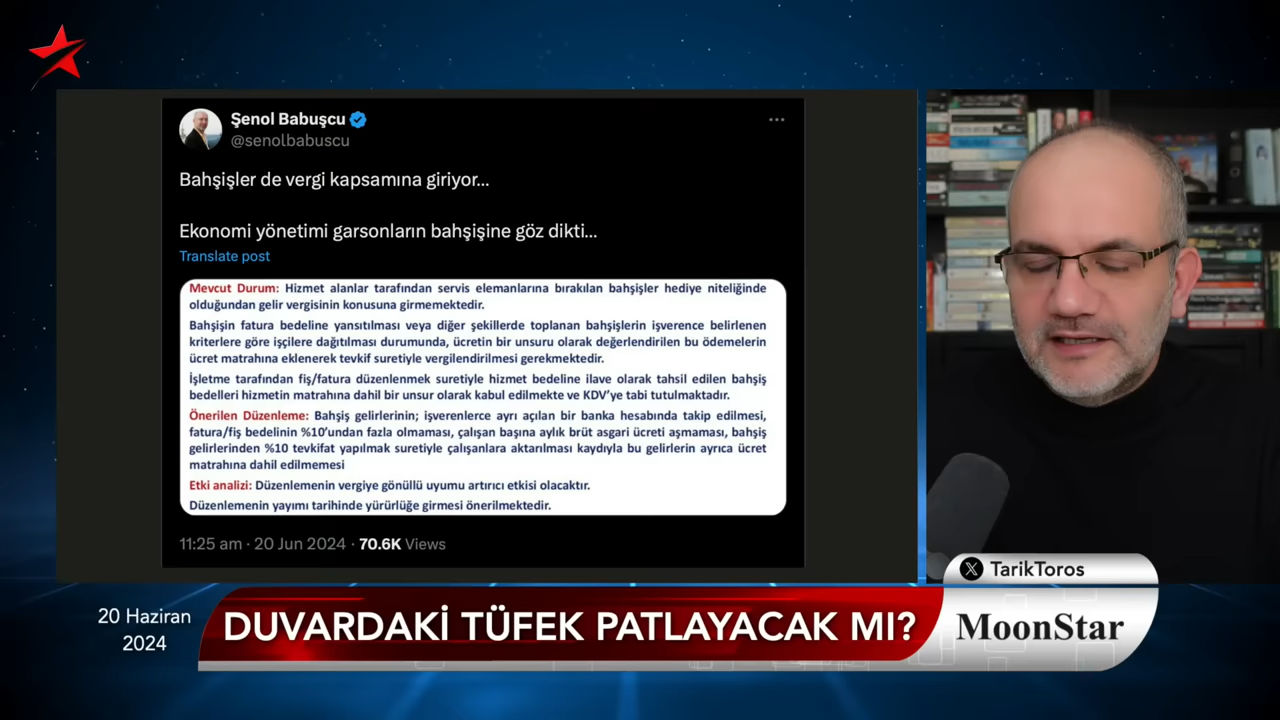 Şenol Babuşcu
@senolbabuscu
Bahşişler de vergi kapsamına giriyor...
Ekonomi yönetimi garsonların bahşişine göz dikti...
Translate post
Mevcut Durum: Hizmet alanlar tarafından servis elemanlarına bırakılan bahşişler hediye niteliğinde
olduğundan gelir vergisinin konusuna girmemektedir.
Bahşişin fatura bedeline yansıtılması veya diğer şekillerde toplanan bahşişlerin işverence belirlenen
kriterlere göre işçilere dağıtılması durumunda, ücretin bir unsuru olarak değerlendirilen bu ödemelerin
ücret matrahına eklenerek tevkif suretiyle vergilendirilmesi gerekmektedir.
İşletme tarafından fiş/fatura düzenlenmek suretiyle hizmet bedeline ilave olarak tahsil edilen bahşiş
bedelleri hizmetin matrahına dahil bir unsur olarak kabul edilmekte ve KDV'ye tabi tutulmaktadır.
Önerilen Düzenleme: Bahşiş gelirlerinin; işverenlerce ayrı açılan bir banka hesabında takip edilmesi,
fatura/fiş bedelinin %10'undan fazla olmaması, çalışan başına aylık brüt asgari ücreti aşmaması, bahşiş
gelirlerinden %10 tevkifat yapılmak suretiyle çalışanlara aktarılması kaydıyla bu gelirlerin ayrıca ücret
matrahına dahil edilmemesi
Etki analizi: Düzenlemenin vergiye gönüllü uyumu artırıcı etkisi olacaktır.
Düzenlemenin yayımı tarihinde yürürlüğe girmesi önerilmektedir.
11:25 am · 20 Jun 2024 · 70.6K Views
TarikToros
20 Haziran
2024
DUVARDAKİ TÜFEK PATLAYACAK MI?
MoonStar